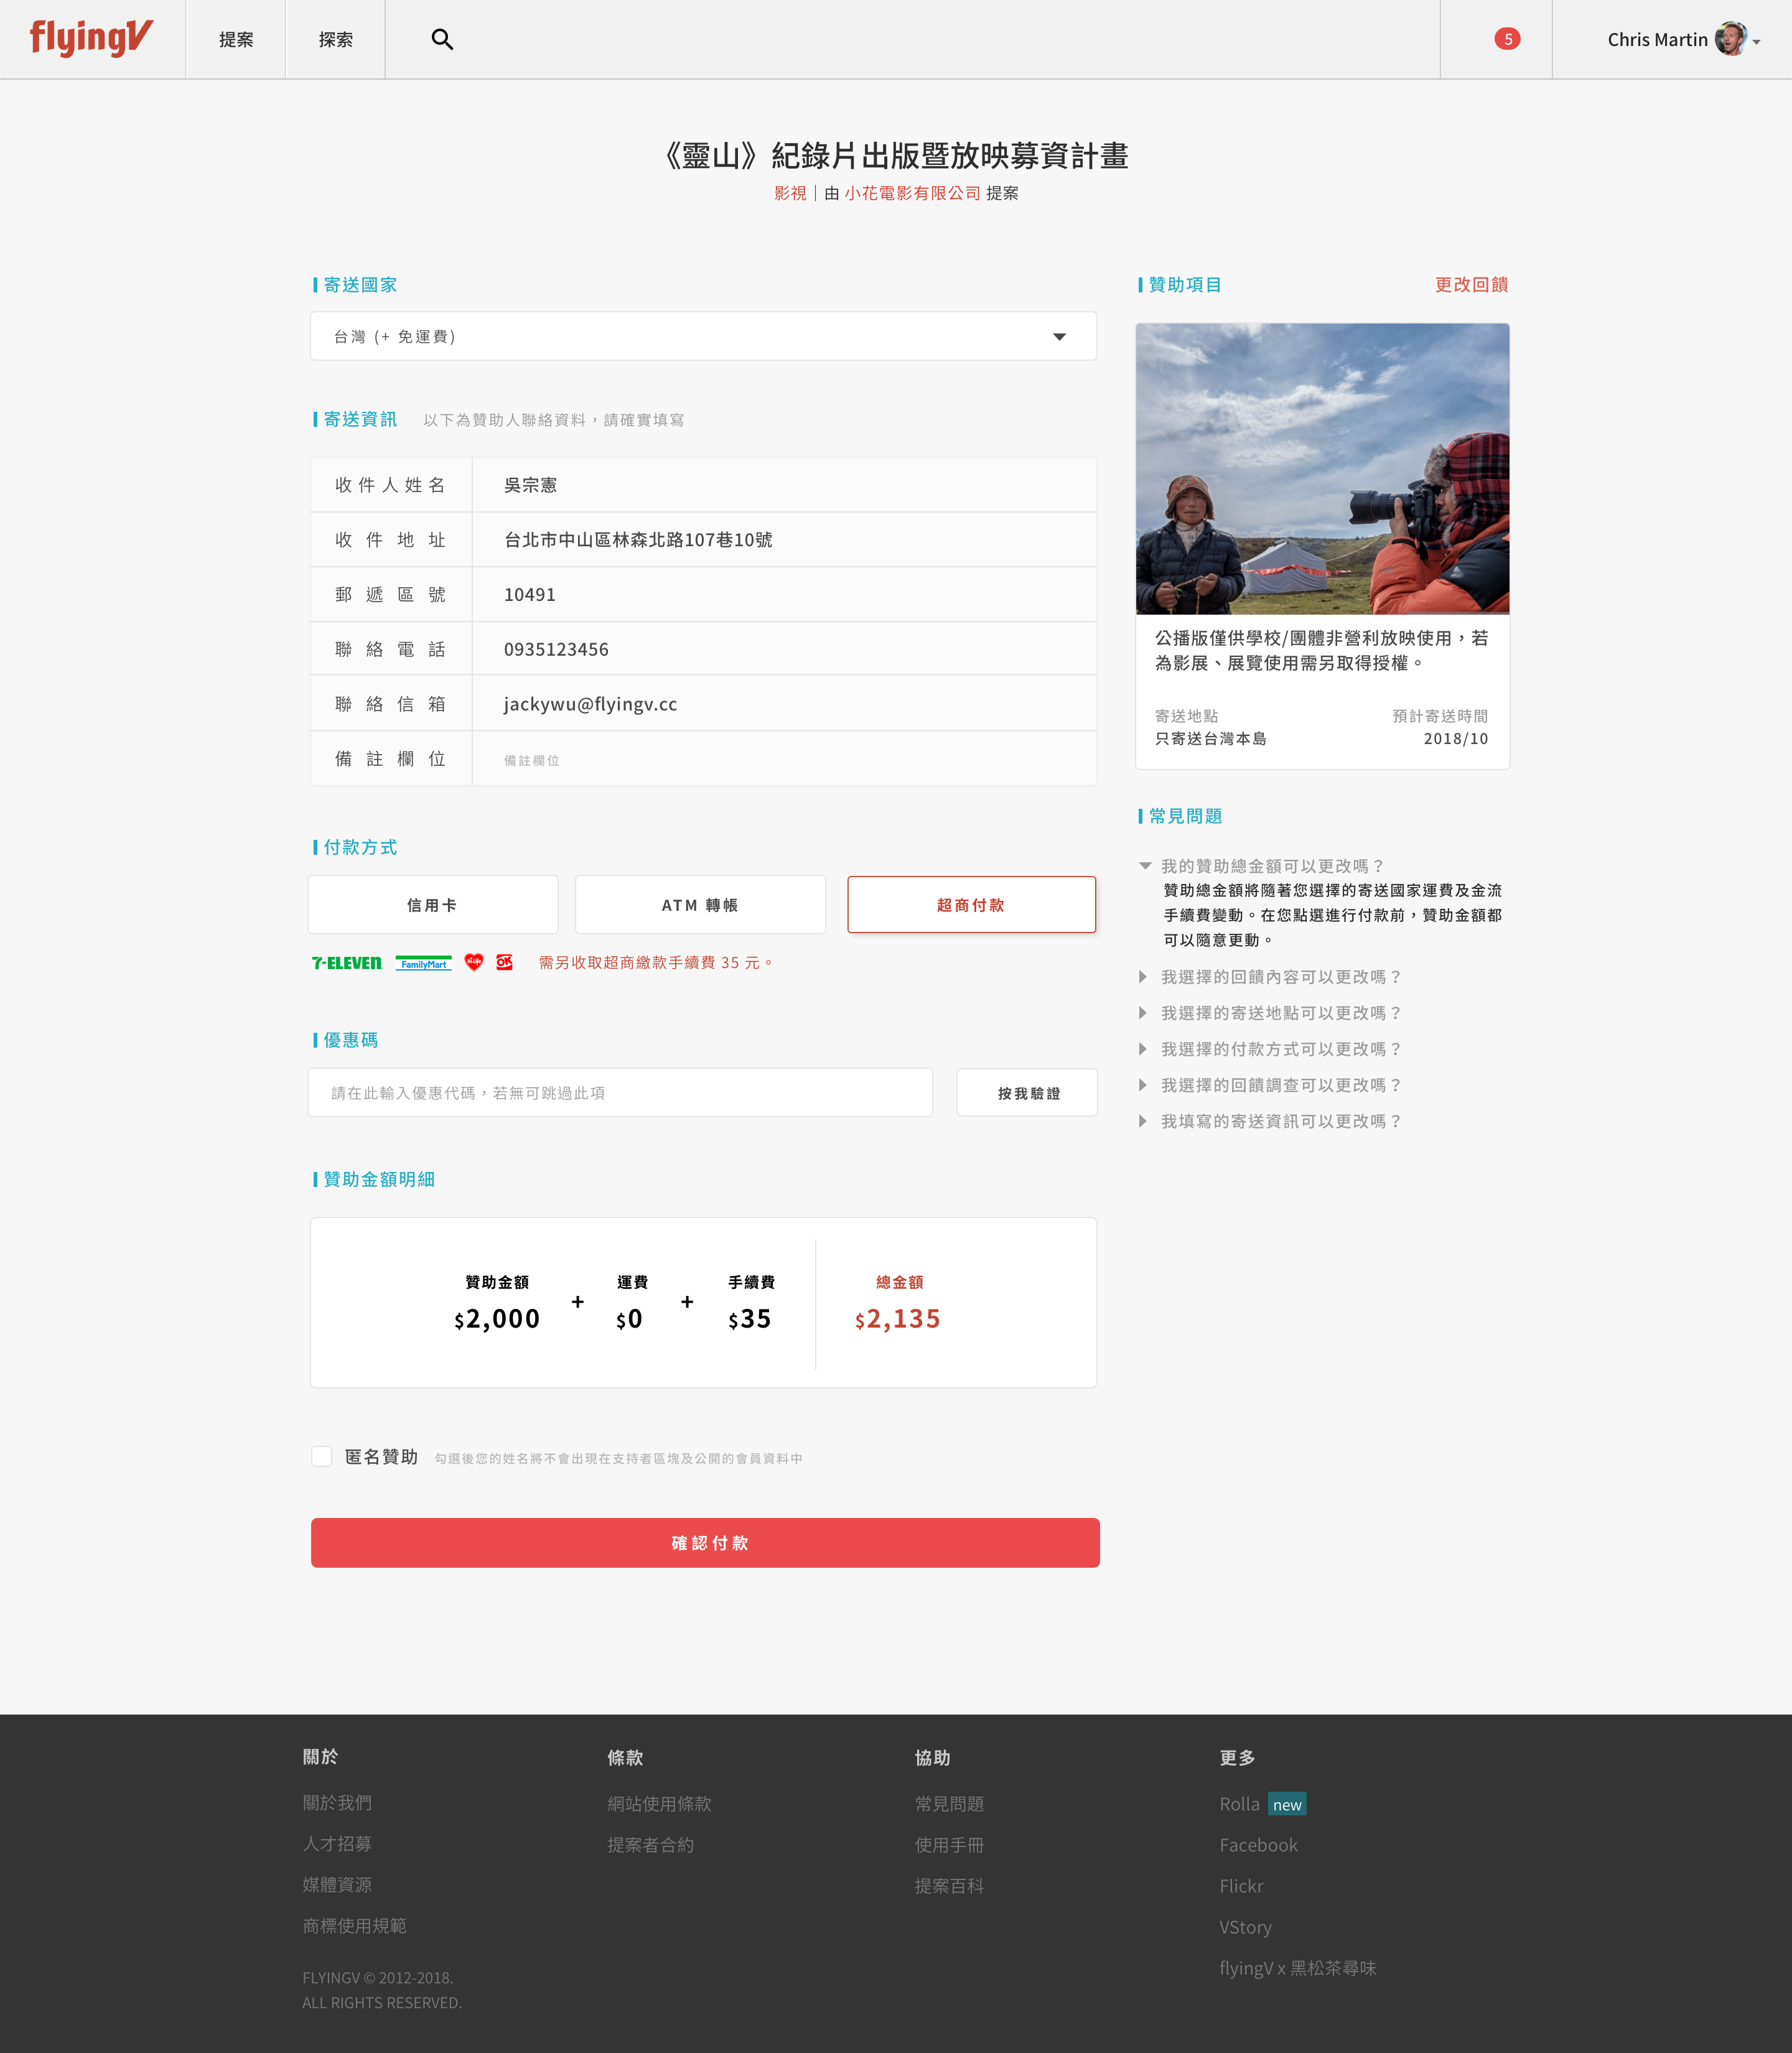 flyingV
提案
探索
5
Chris Martin
《靈山》紀錄片出版暨放映募資計畫
影視｜由 小花電影有限公司 提案
寄送國家
台灣 (+ 免運費)
寄送資訊 以下為贊助人聯絡資料，請確實填寫
收件人姓名 吳宗憲
收件地址 台北市中山區林森北路107巷10號
郵遞區號 10491
聯絡電話 0935123456
聯絡信箱 jackywu@flyingv.cc
備註欄位 備註欄位
付款方式
信用卡
ATM 轉帳
超商付款
7-ELEVEN FamilyMart Hi-Life OK 需另收取超商繳款手續費 35 元。
優惠碼
請在此輸入優惠代碼，若無可跳過此項
按我驗證
贊助金額明細
贊助金額 運費 手續費 總金額
$2,000 + $0 + $35 $2,135
匿名贊助 勾選後您的姓名將不會出現在支持者區塊及公開的會員資料中
確認付款
贊助項目 更改回饋
公播版僅供學校/團體非營利放映使用，若
為影展、展覽使用需另取得授權。
寄送地點 預計寄送時間
只寄送台灣本島 2018/10
常見問題
我的贊助總金額可以更改嗎？
贊助總金額將隨著您選擇的寄送國家運費及金流
手續費變動。在您點選進行付款前，贊助金額都
可以隨意更動。
我選擇的回饋內容可以更改嗎？
我選擇的寄送地點可以更改嗎？
我選擇的付款方式可以更改嗎？
我選擇的回饋調查可以更改嗎？
我填寫的寄送資訊可以更改嗎？
關於
關於我們
人才招募
媒體資源
商標使用規範
FLYINGV © 2012-2018.
ALL RIGHTS RESERVED.
條款
網站使用條款
提案者合約
協助
常見問題
使用手冊
提案百科
更多
Rolla new
Facebook
Flickr
VStory
flyingV x 黑松茶尋味